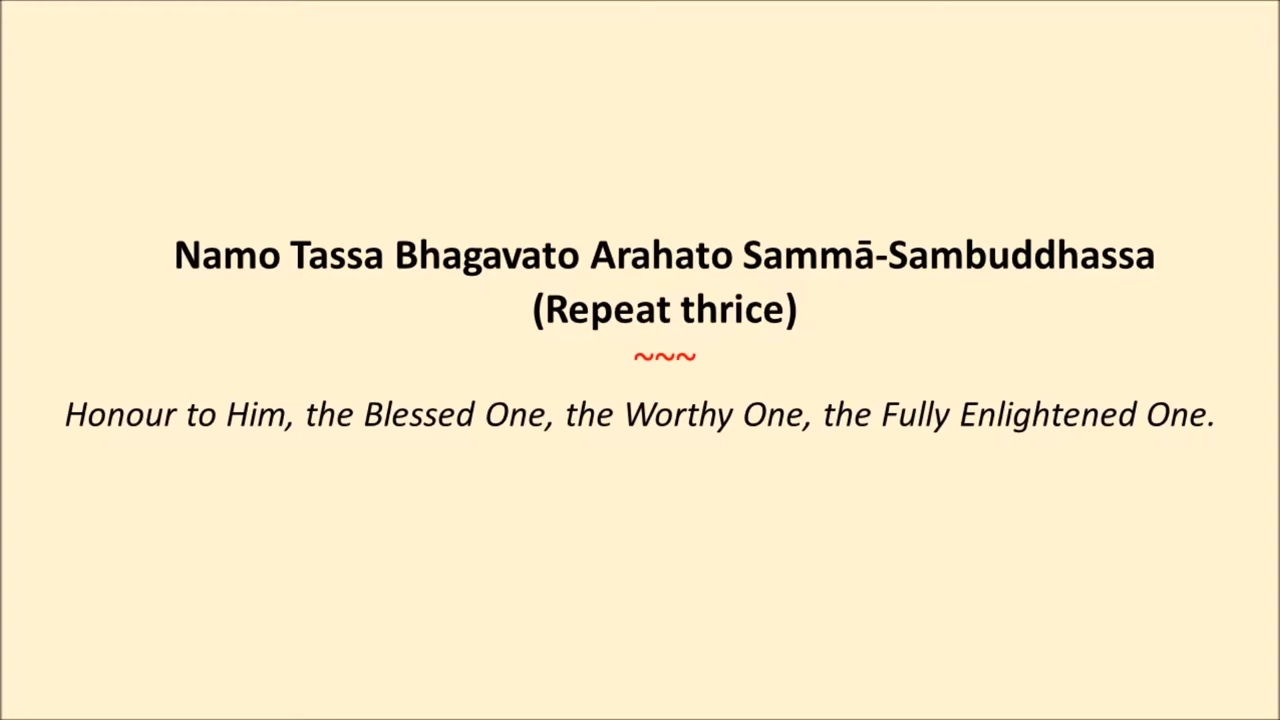 Namo Tassa Bhagavato Arahato Sammā-Sambuddhassa
(Repeat thrice)
~~~
Honour to Him, the Blessed One, the Worthy One, the Fully Enlightened One.